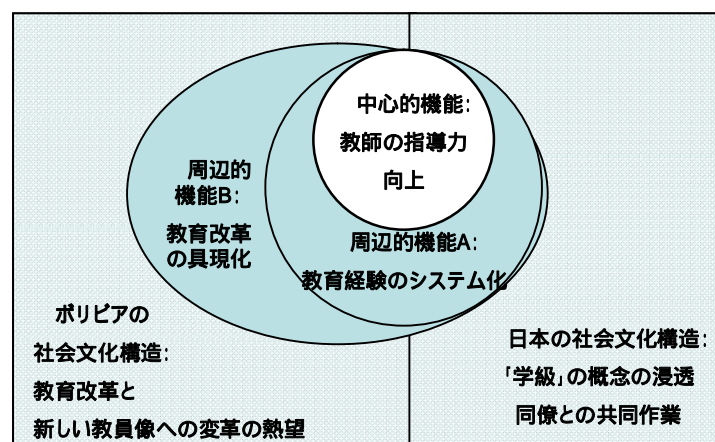 中心的機能:
教師の指導力
向上
周辺的
機能B:
教育改革
の具現化
周辺的機能A:
教育経験のシステム化
ボリビアの
社会文化構造:
教育改革と
新しい教員像への変革の熱望
日本の社会文化構造:
「学級」の概念の浸透
同僚との共同作業